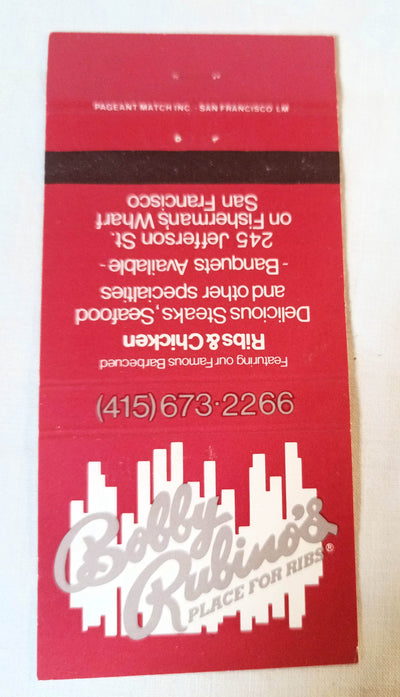 PAGEANT MATCH INC. - SAN FRANCISCO LM
Featuring our Famous Barbecued
Ribs & Chicken
Delicious Steaks, Seafood
and other specialties
- Banquets Available -
245 Jefferson St.
on Fisherman's Wharf
San Francisco
(415) 673-2266
Bobby
Rubino's®
PLACE FOR RIBS